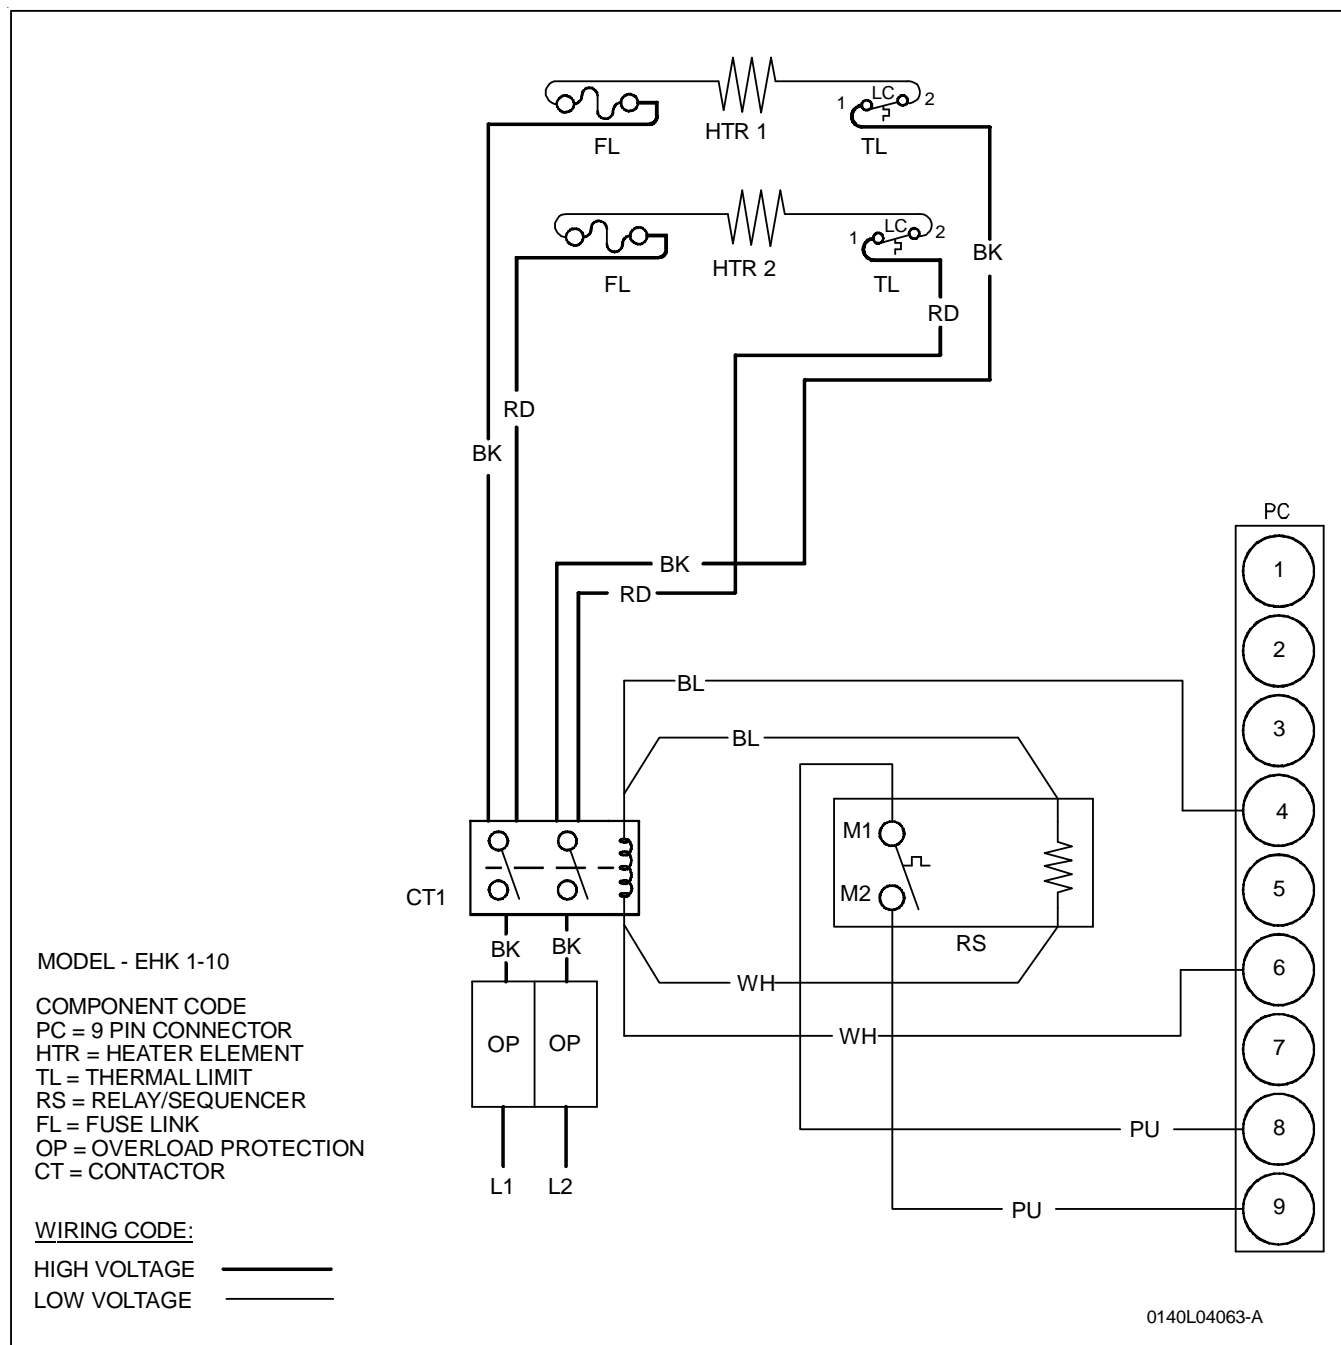 1 LC 2
HTR 1
FL
TL
1 LC 2
HTR 2
FL
TL
BK
RD
RD
BK
PC
1
BK
RD
2
BL
3
BL
4
M1
CT1
5
M2
BK
BK
RS
6
MODEL - EHK 1-10
WH
COMPONENT CODE
PC = 9 PIN CONNECTOR
HTR = HEATER ELEMENT
TL = THERMAL LIMIT
RS = RELAY/SEQUENCER
FL = FUSE LINK
OP = OVERLOAD PROTECTION
CT = CONTACTOR
OP
OP
WH
7
PU
8
L1
L2
PU
9
WIRING CODE:
HIGH VOLTAGE
LOW VOLTAGE
0140L04063-A